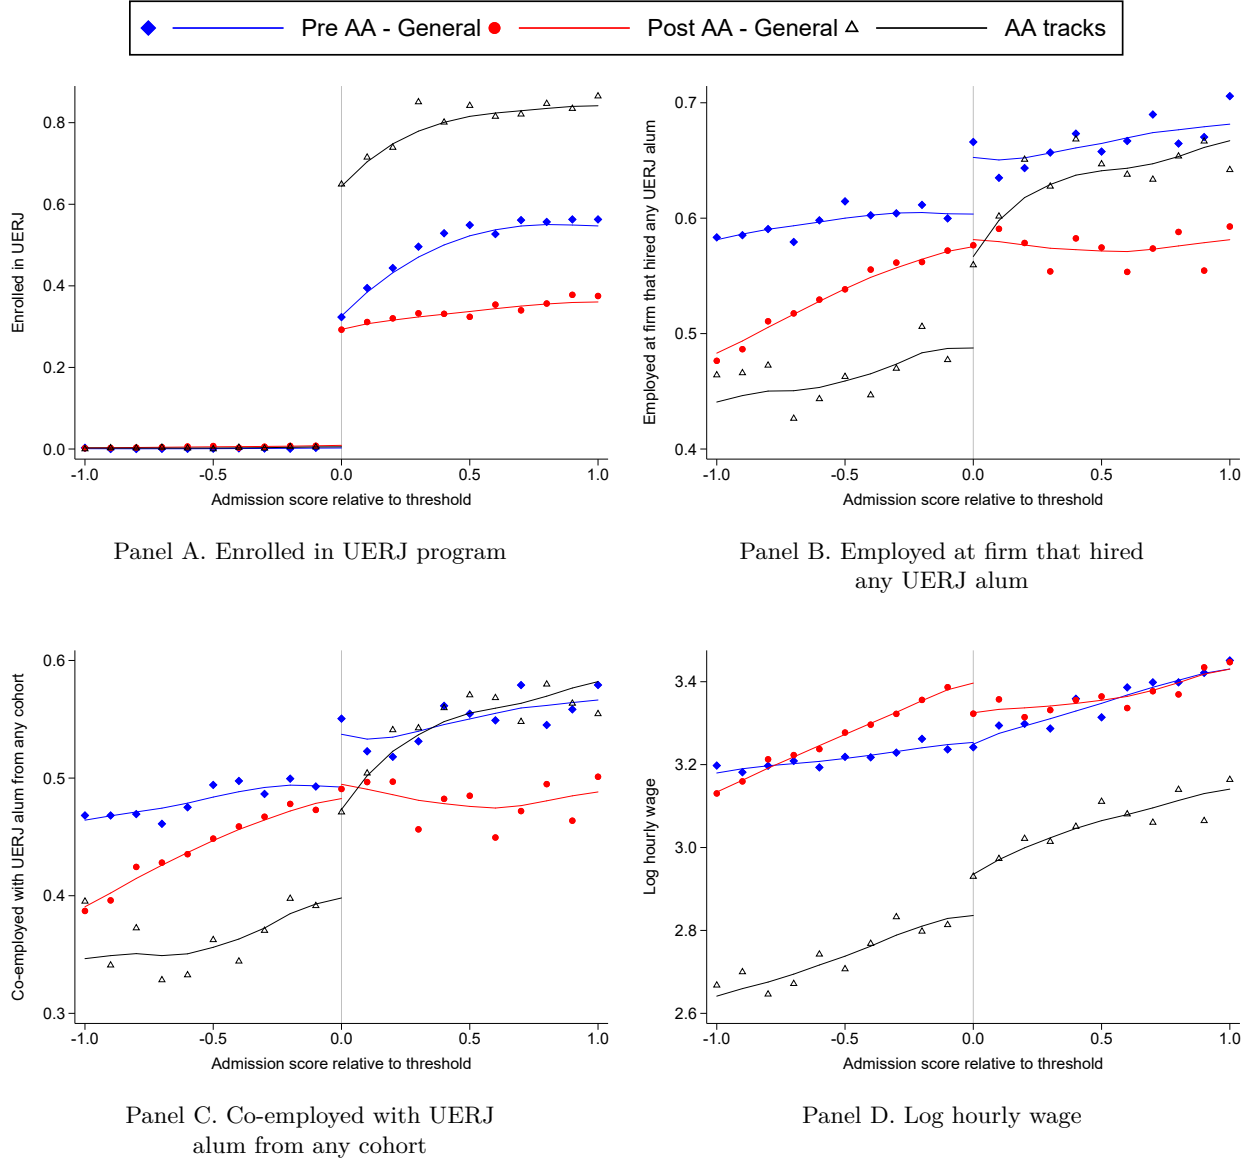 Pre AA - General Post AA - General AA tracks
0.8
0.6
0.4
0.2
0.0
Enrolled in UERJ
-1.0 -0.5 0.0 0.5 1.0
Admission score relative to threshold
Panel A. Enrolled in UERJ program
0.7
0.6
0.5
0.4
Employed at firm that hired any UERJ alum
-1.0 -0.5 0.0 0.5 1.0
Admission score relative to threshold
Panel B. Employed at firm that hired
any UERJ alum
0.6
0.5
0.4
0.3
Co-employed with UERJ alum from any cohort
-1.0 -0.5 0.0 0.5 1.0
Admission score relative to threshold
Panel C. Co-employed with UERJ
alum from any cohort
3.4
3.2
3.0
2.8
2.6
Log hourly wage
-1.0 -0.5 0.0 0.5 1.0
Admission score relative to threshold
Panel D. Log hourly wage